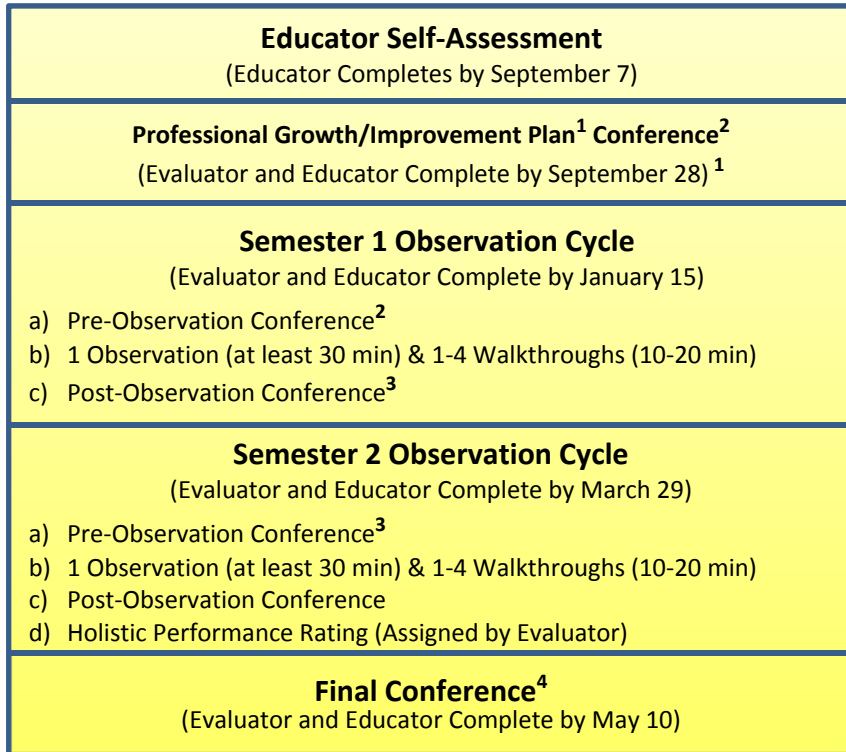 Educator Self-Assessment
(Educator Completes by September 7)
Professional Growth/Improvement Plan¹ Conference²
(Evaluator and Educator Complete by September 28) ¹
Semester 1 Observation Cycle
(Evaluator and Educator Complete by January 15)
a) Pre-Observation Conference²
b) 1 Observation (at least 30 min) & 1-4 Walkthroughs (10-20 min)
c) Post-Observation Conference³
Semester 2 Observation Cycle
(Evaluator and Educator Complete by March 29)
a) Pre-Observation Conference³
b) 1 Observation (at least 30 min) & 1-4 Walkthroughs (10-20 min)
c) Post-Observation Conference
d) Holistic Performance Rating (Assigned by Evaluator)
Final Conference⁴
(Evaluator and Educator Complete by May 10)